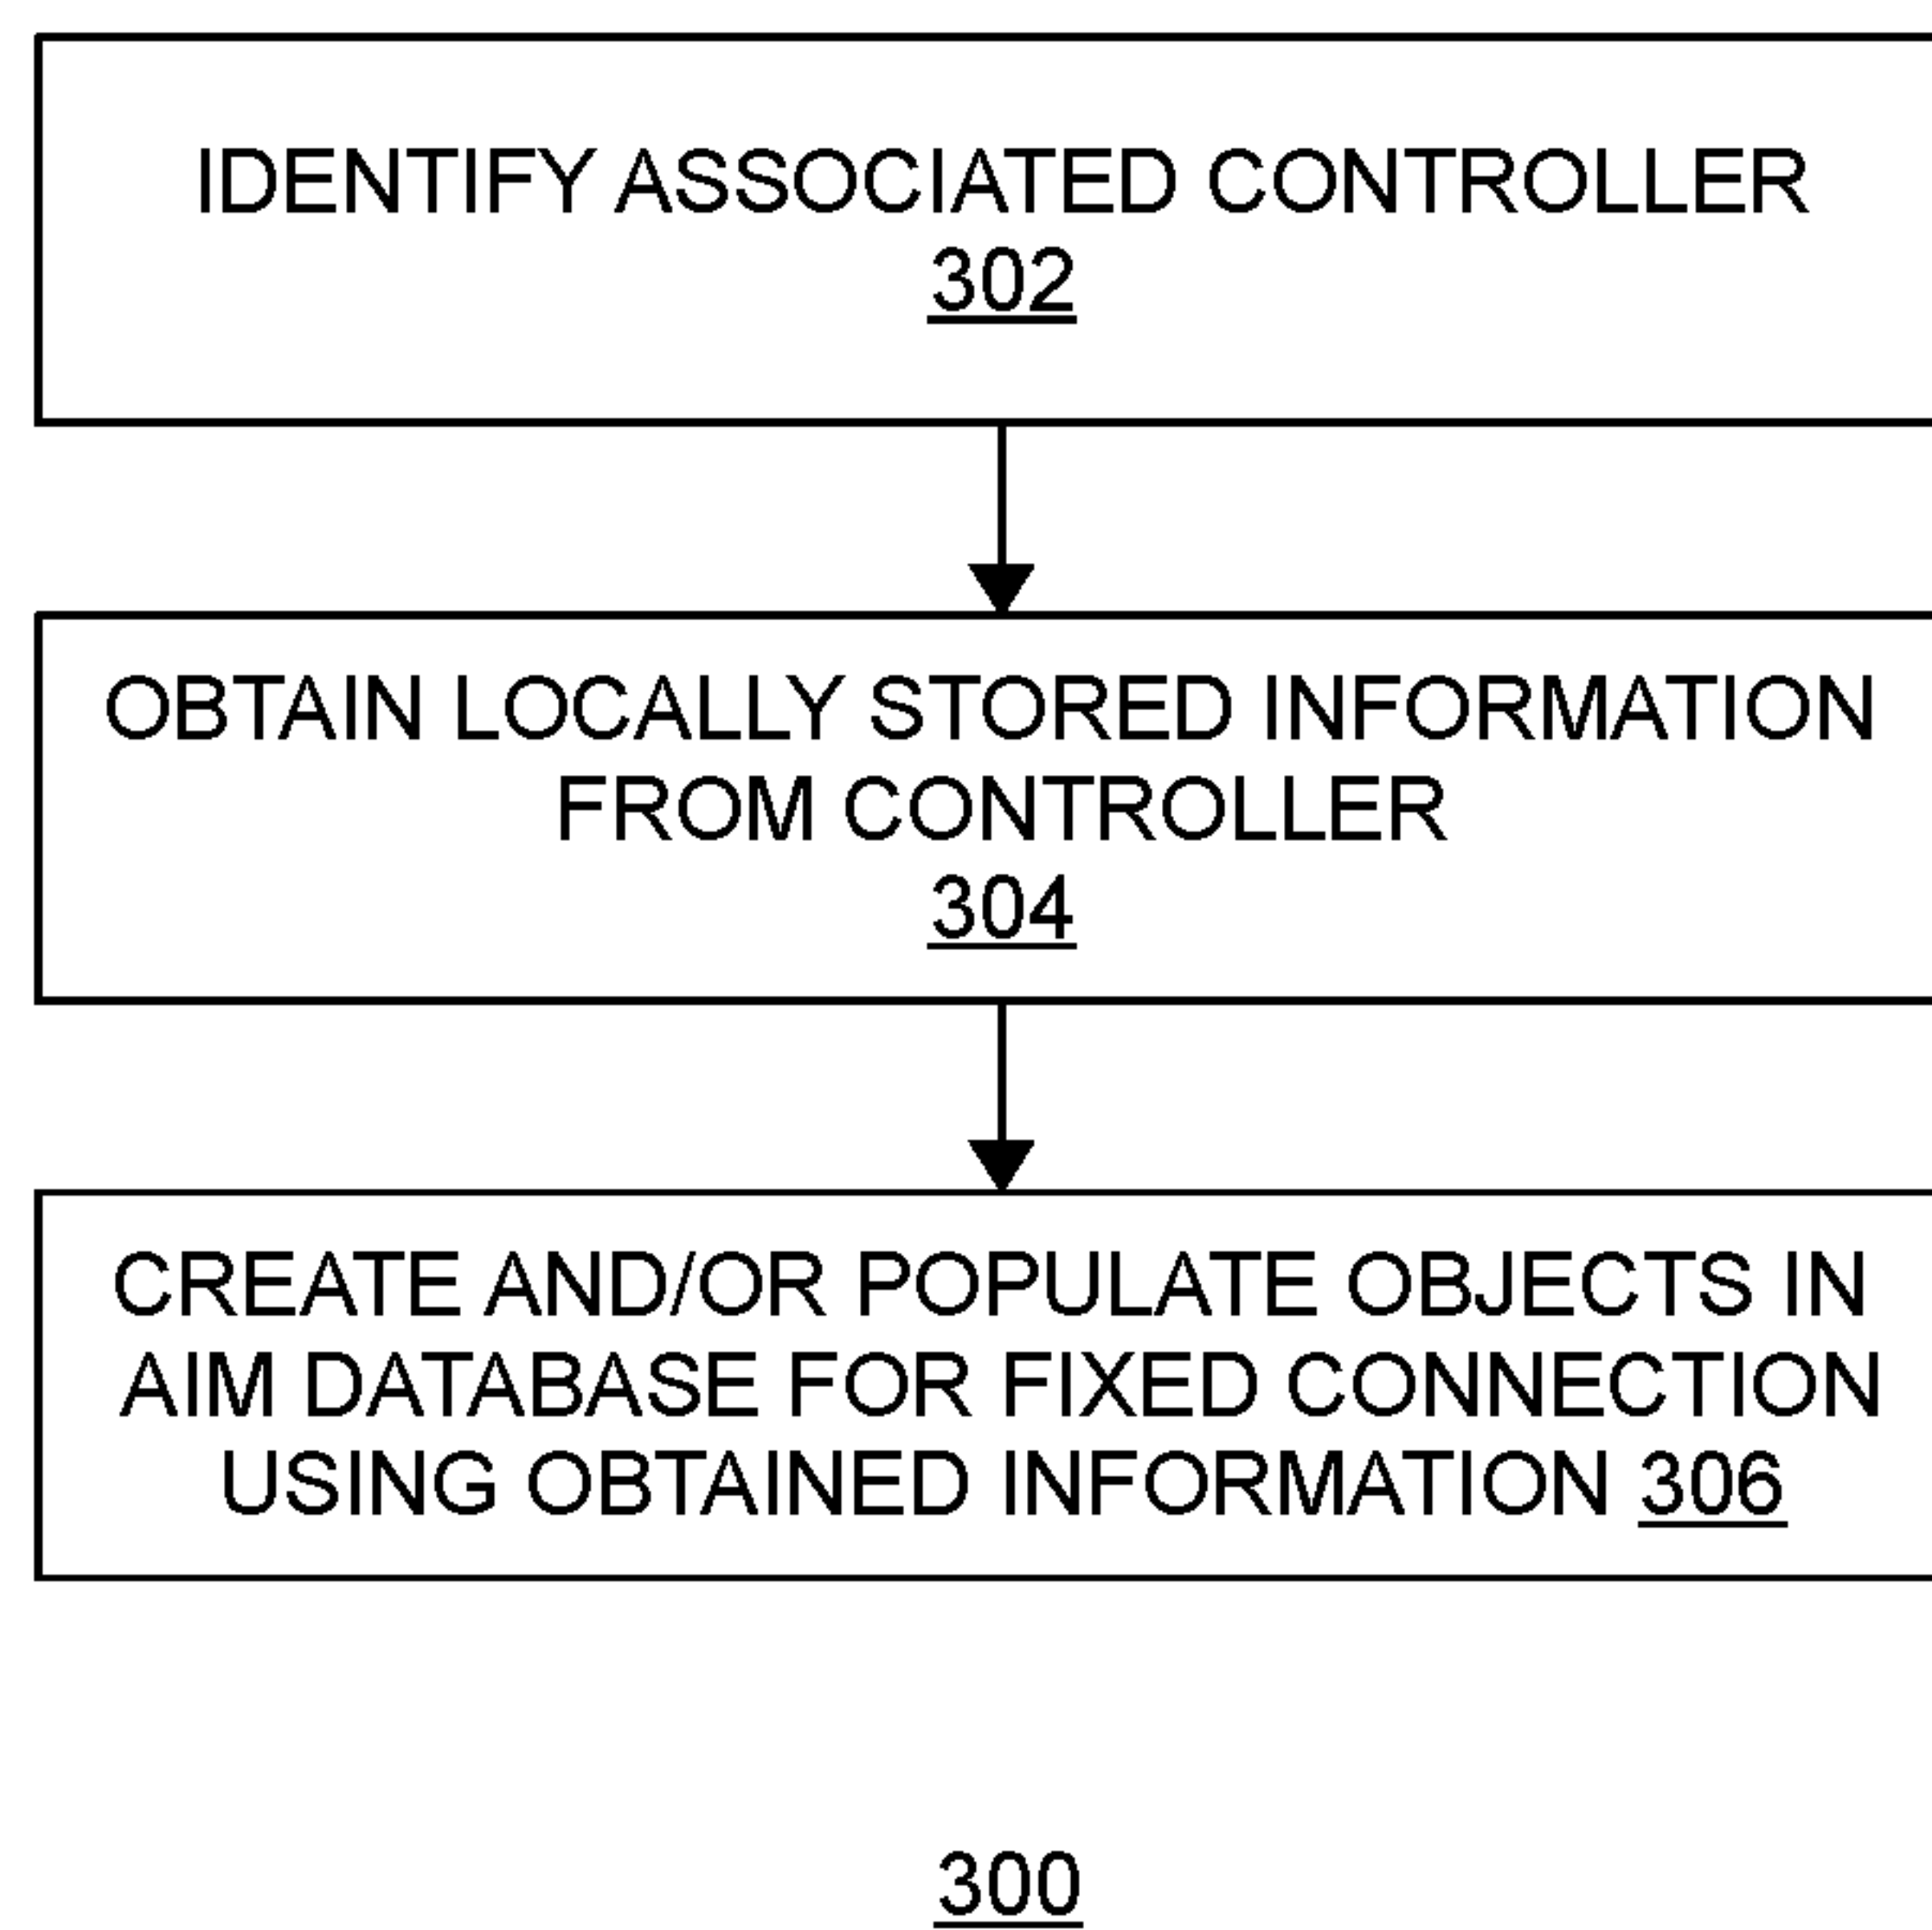 IDENTIFY ASSOCIATED CONTROLLER
302
OBTAIN LOCALLY STORED INFORMATION
FROM CONTROLLER
304
CREATE AND/OR POPULATE OBJECTS IN
AIM DATABASE FOR FIXED CONNECTION
USING OBTAINED INFORMATION 306
300